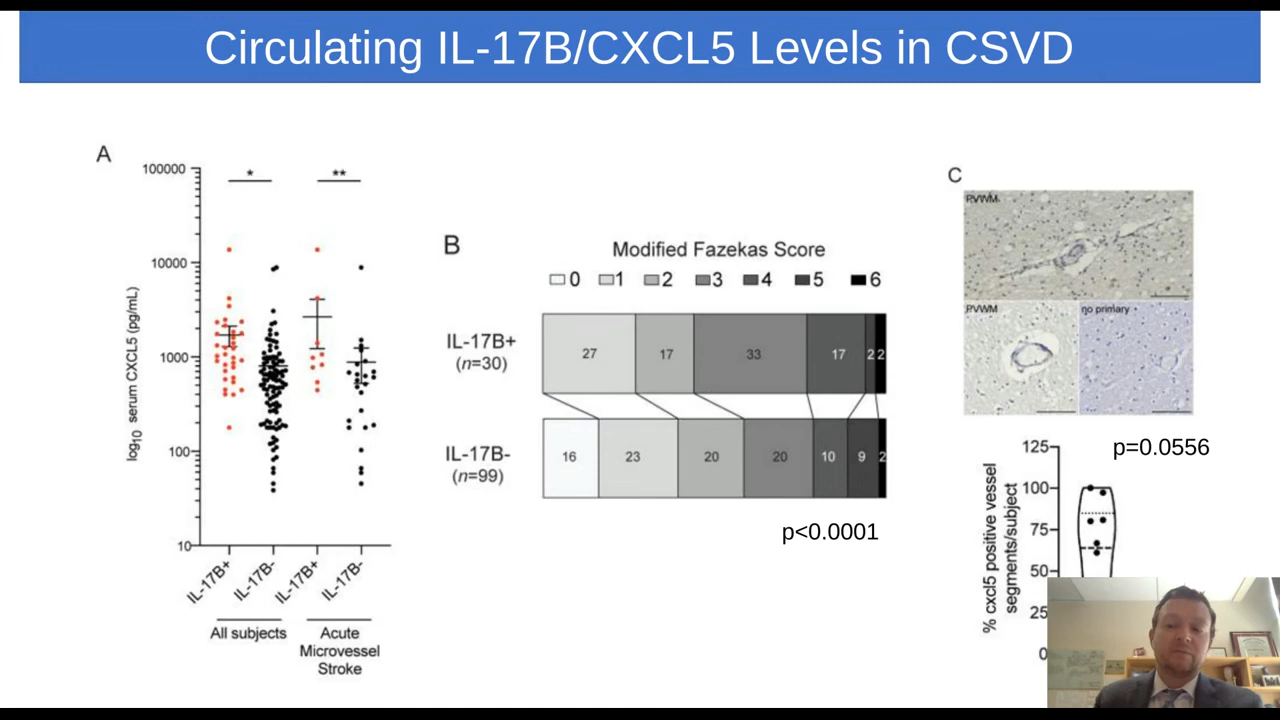 Circulating IL-17B/CXCL5 Levels in CSVD
A
100000
10000
1000
100
10
log10 serum CXCL5 (pg/mL)
*
**
IL-17B+
IL-17B-
IL-17B+
IL-17B-
All subjects
Acute
Microvessel
Stroke
B
Modified Fazekas Score
0 1 2 3 4 5 6
IL-17B+
(n=30)
27 17 33 17 2 2
IL-17B-
(n=99)
16 23 20 20 10 9 2
p<0.0001
C
PVWM
PVWM
no primary
p=0.0556
125
100
75
50
25
0
% cxcl5 positive vessel
segments/subject